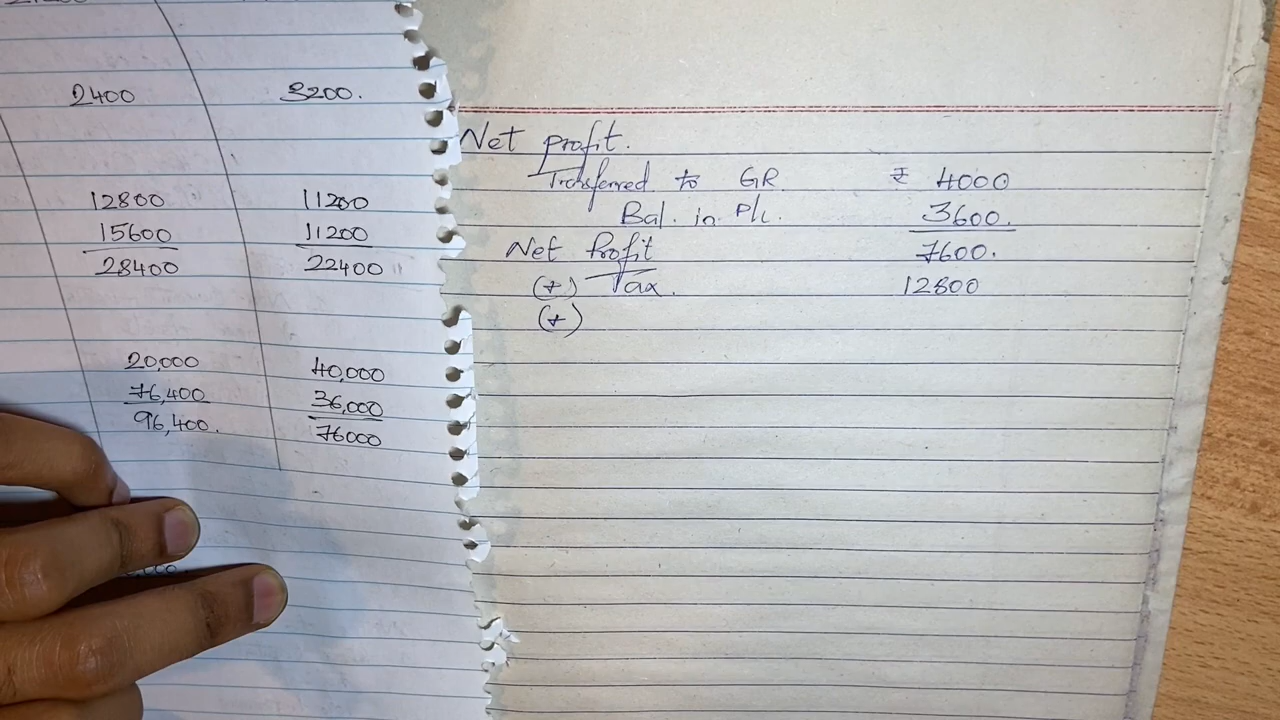 2400 3200.
12800 11200
15600 11200
28400 22400
20,000 40,000
76,400 36,000
96,400. 76000
Net profit.
Transferred to GR. ₹ 4000
Bal. in P/L. 3600.
Net Profit 7600.
(+) Tax. 12800
(+)